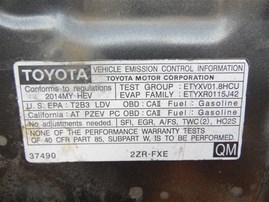 TOYOTA VEHICLE EMISSION CONTROL INFORMATION
TOYOTA MOTOR CORPORATION
Conforms to regulations TEST GROUP : ETYXV01.8HCU
2014MY HEV EVAP FAMILY : ETYXR0115J42
U.S. EPA : T2B3 LDV OBD : CA II Fuel : Gasoline
California : AT PZEV PC OBD : CA II Fuel : Gasoline
No adjustments needed. SFI, EGR, A/FS, TWC(2), HO2S
NONE OF THE PERFORMANCE WARRANTY TESTS
OF 40 CFR PART 85, SUBPART W, IS TO BE PERFORMED.
37490 2ZR-FXE QM